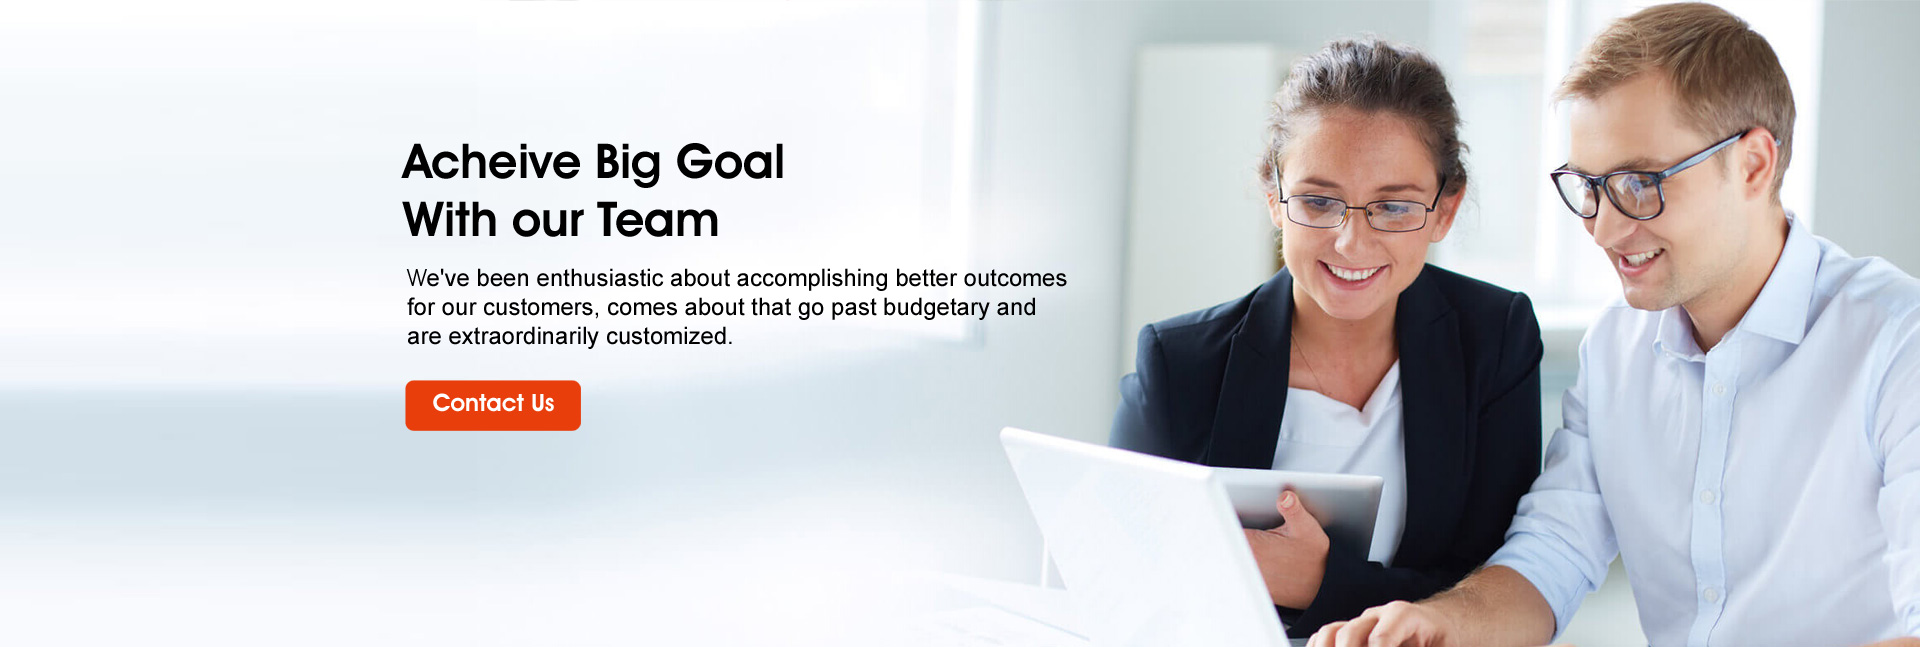 Acheive Big Goal
With our Team
We've been enthusiastic about accomplishing better outcomes
for our customers, comes about that go past budgetary and
are extraordinarily customized.
Contact Us